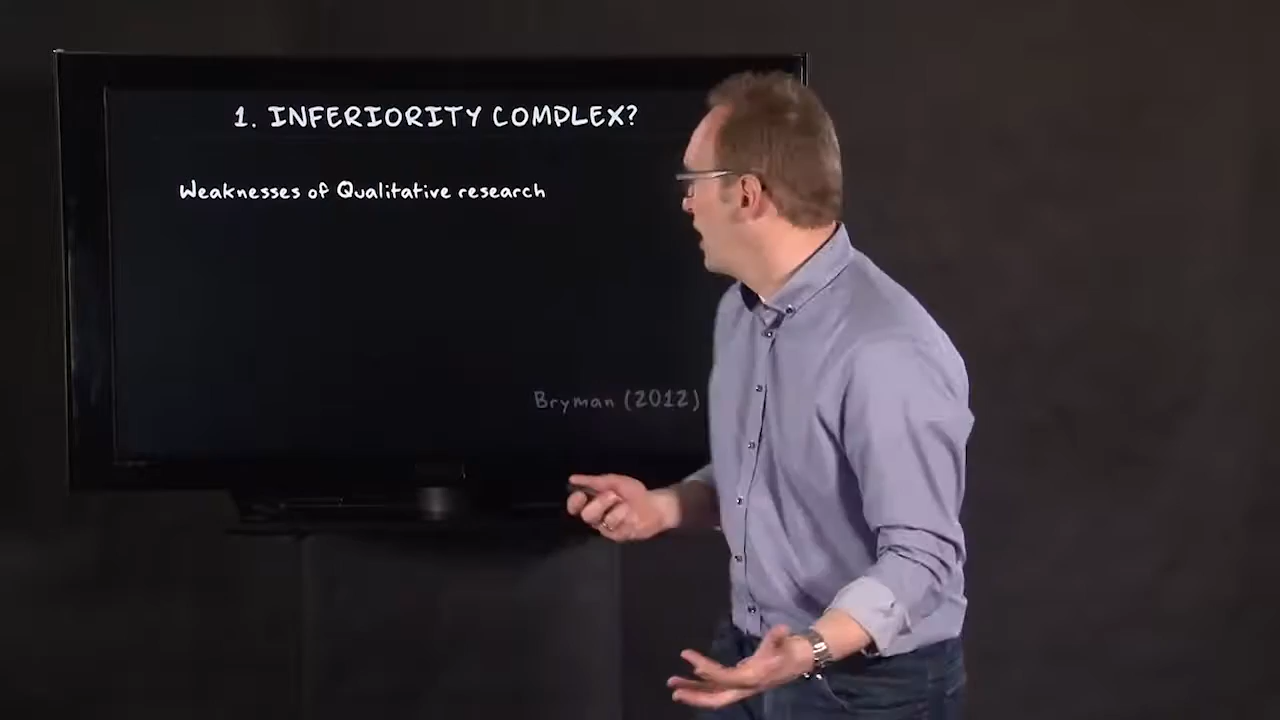 1. INFERIORITY COMPLEX?
Weaknesses of Qualitative research
Bryman (2012)